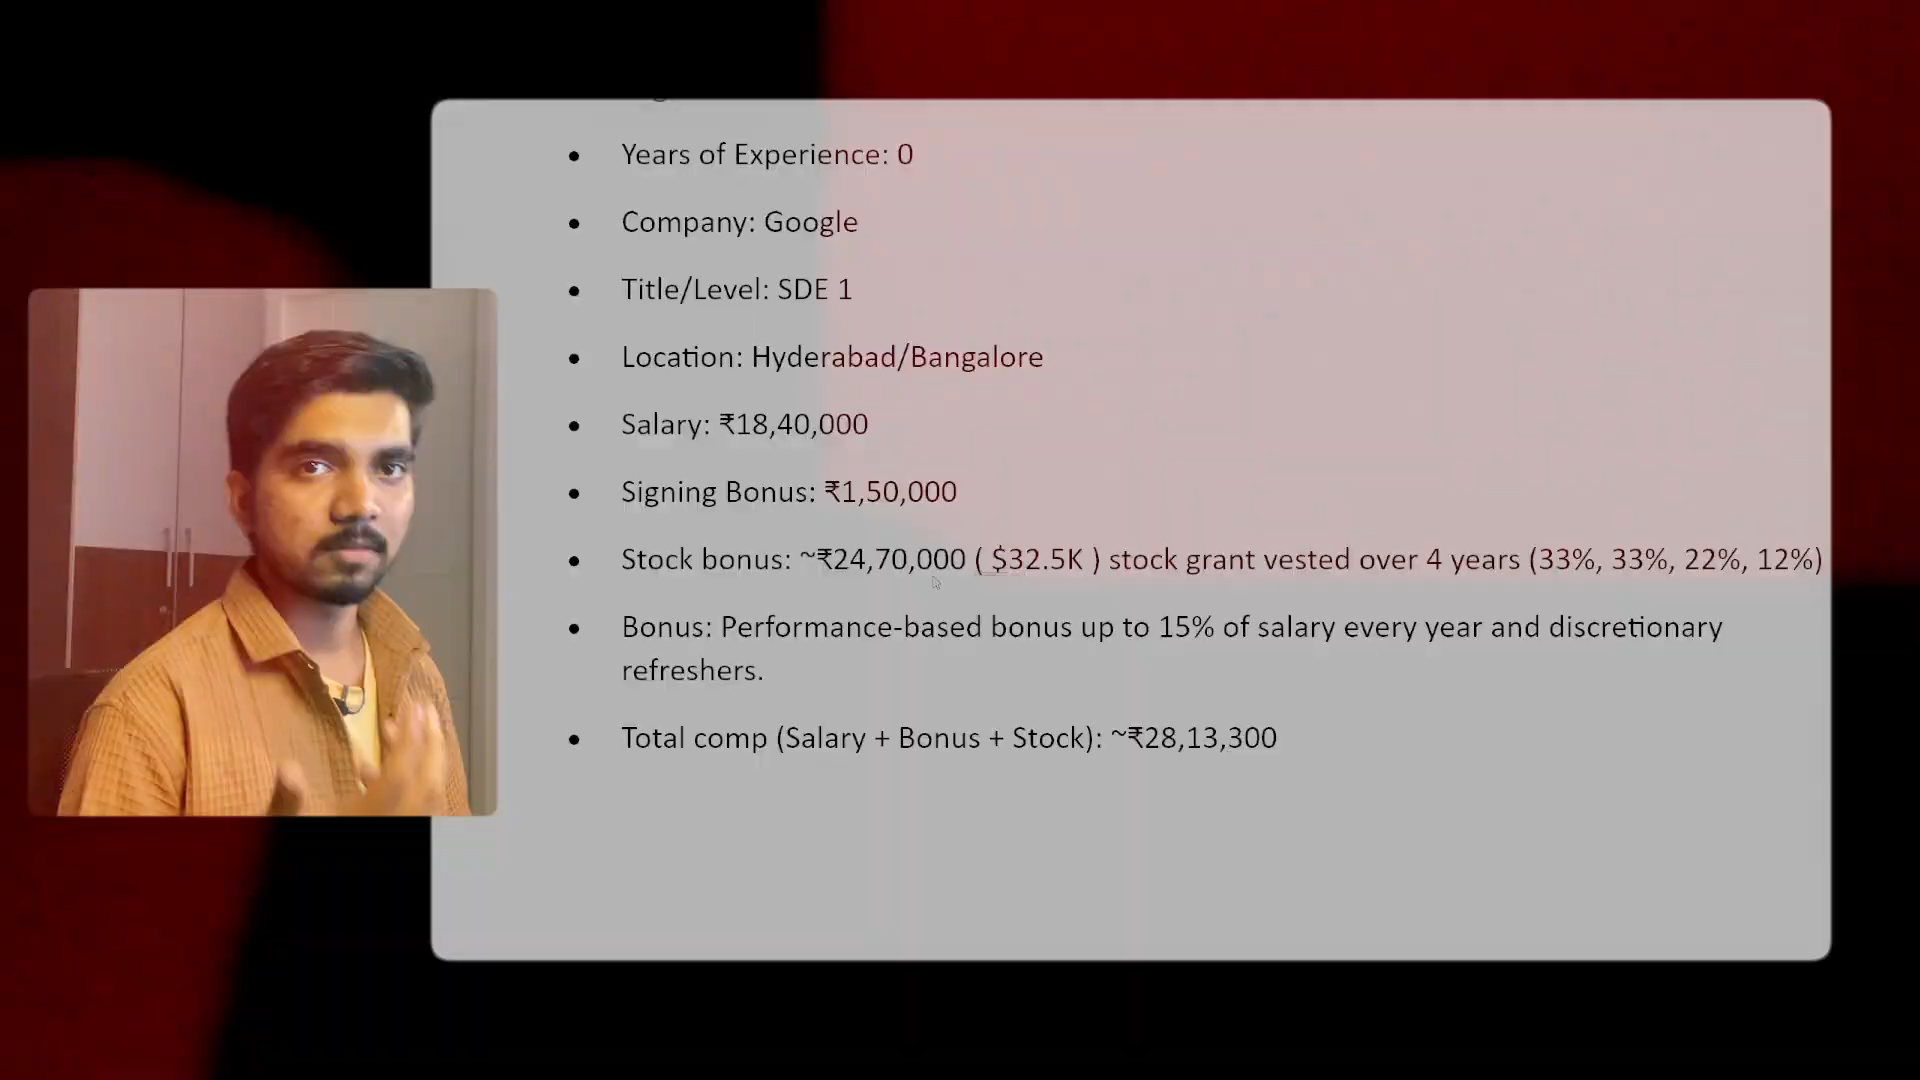 Years of Experience: 0
Company: Google
Title/Level: SDE 1
Location: Hyderabad/Bangalore
Salary: ₹18,40,000
Signing Bonus: ₹1,50,000
Stock bonus: ~₹24,70,000 ( $32.5K ) stock grant vested over 4 years (33%, 33%, 22%, 12%)
Bonus: Performance-based bonus up to 15% of salary every year and discretionary
refreshers.
Total comp (Salary + Bonus + Stock): ~₹28,13,300